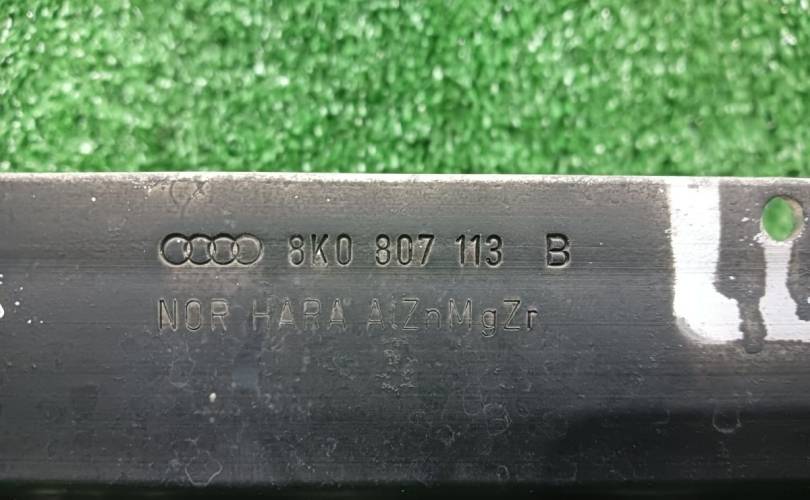 8K0 807 113 B
NOR HARA AlZnMgZr